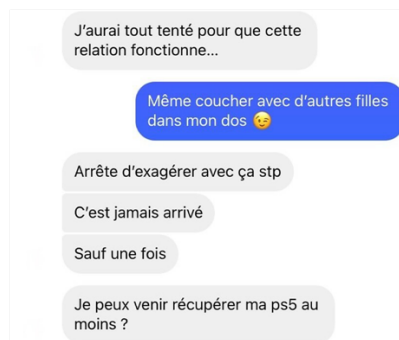 J'aurai tout tenté pour que cette
relation fonctionne...
Même coucher avec d'autres filles
dans mon dos 😉
Arrête d'exagérer avec ça stp
C'est jamais arrivé
Sauf une fois
Je peux venir récupérer ma ps5 au
moins ?